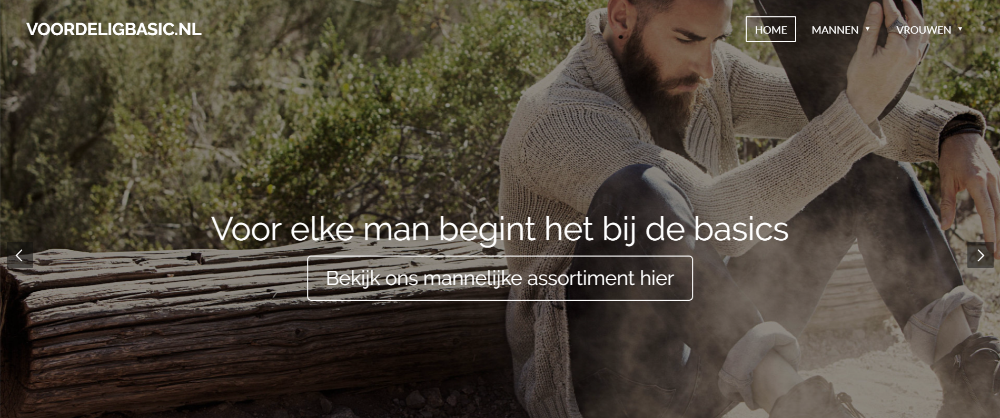 VOORDELIGBASIC.NL
HOME MANNEN VROUWEN
Voor elke man begint het bij de basics
Bekijk ons mannelijke assortiment hier